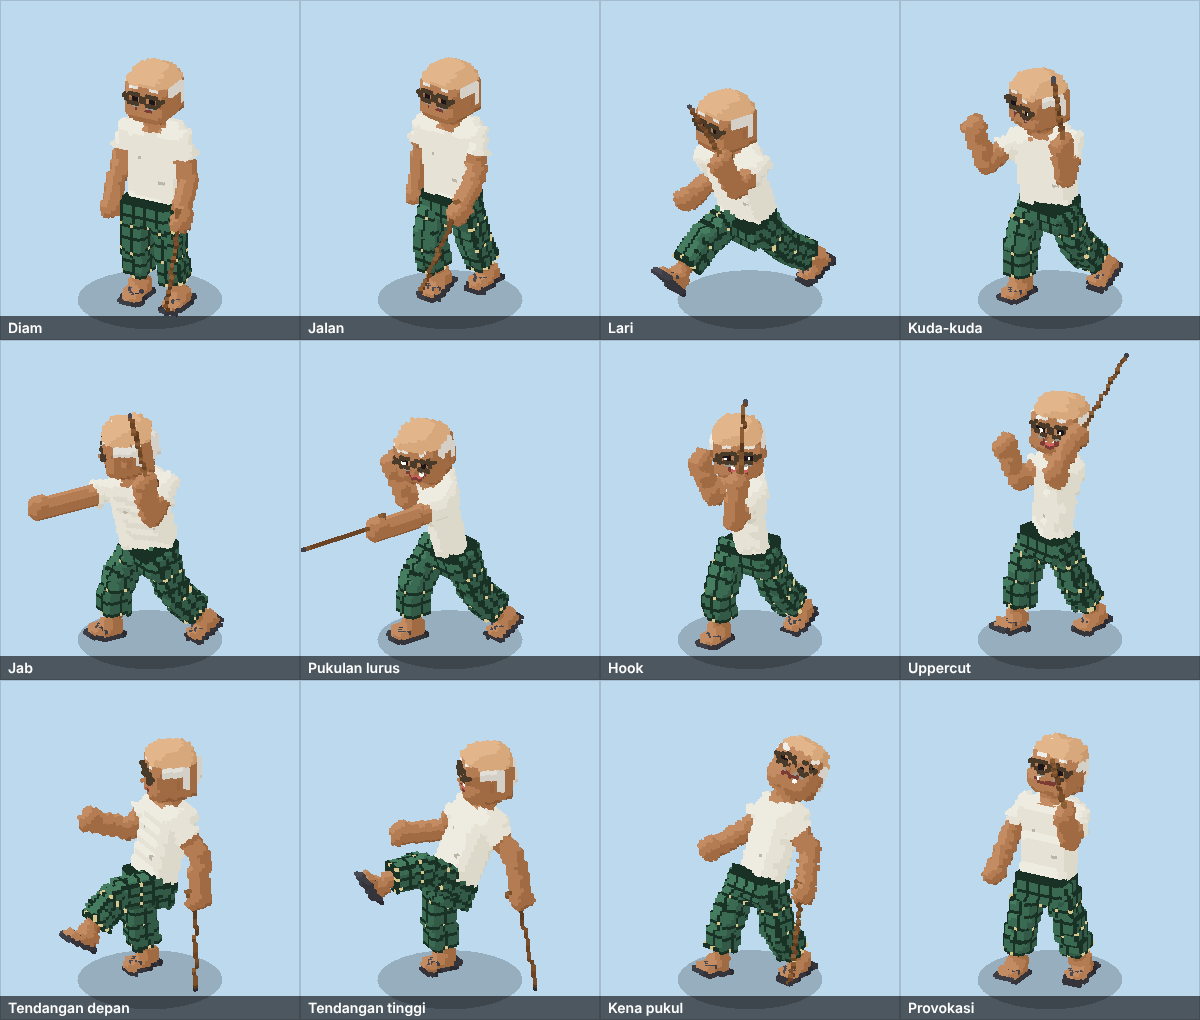 Diam
Jalan
Lari
Kuda-kuda
Jab
Pukulan lurus
Hook
Uppercut
Tendangan depan
Tendangan tinggi
Kena pukul
Provokasi